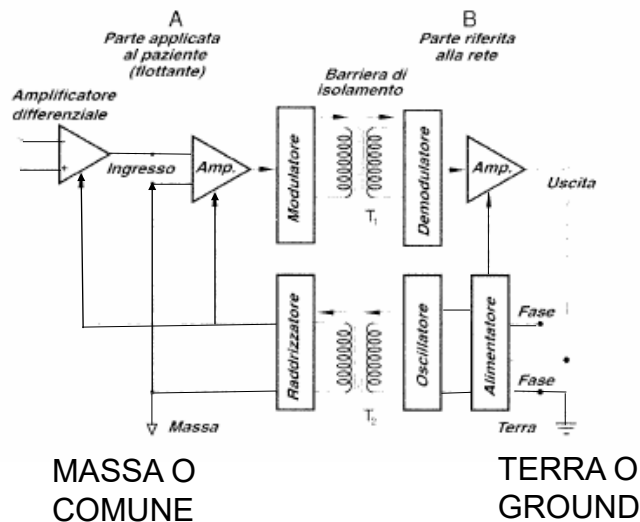 A
B
Parte applicata
al paziente
(flottante)
Parte riferita
alla rete
Barriera di
isolamento
Amplificatore
differenziale
Ingresso
Amp.
Modulatore
T1
Demodulatore
Amp.
Uscita
Raddrizzatore
T2
Oscillatore
Alimentatore
Fase
Fase
Massa
Terra
MASSA O
COMUNE
TERRA O
GROUND